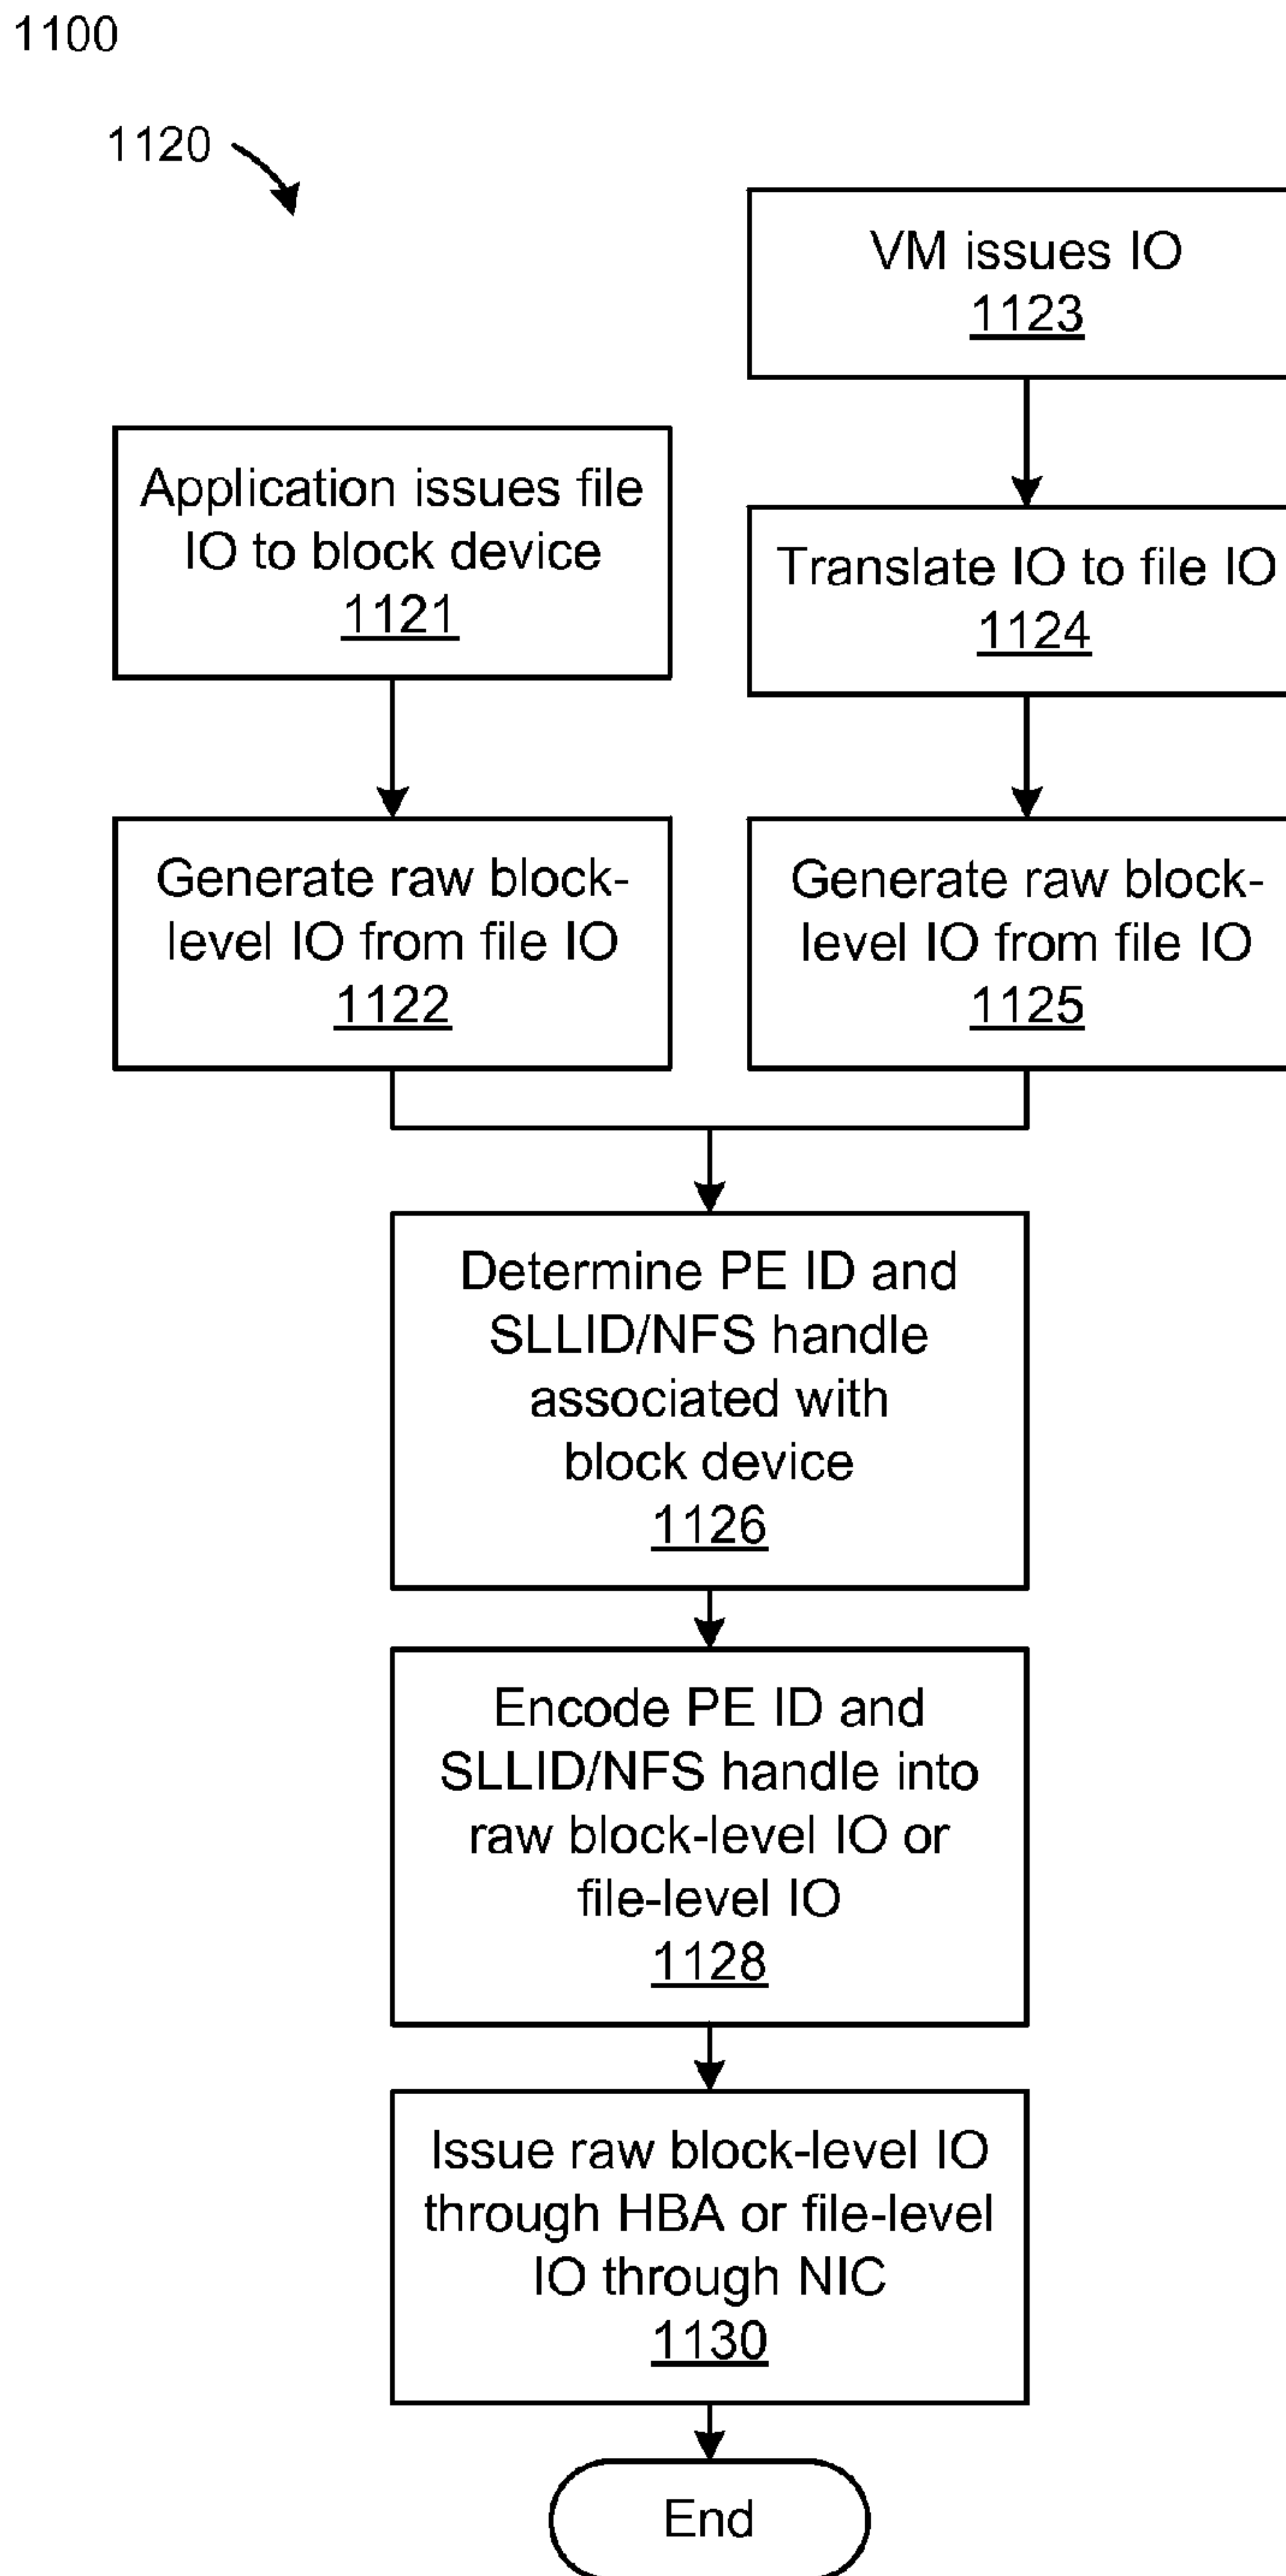 1100
1120
VM issues IO
1123
Application issues file
IO to block device
1121
Translate IO to file IO
1124
Generate raw block-
level IO from file IO
1122
Generate raw block-
level IO from file IO
1125
Determine PE ID and
SLLID/NFS handle
associated with
block device
1126
Encode PE ID and
SLLID/NFS handle into
raw block-level IO or
file-level IO
1128
Issue raw block-level IO
through HBA or file-level
IO through NIC
1130
End